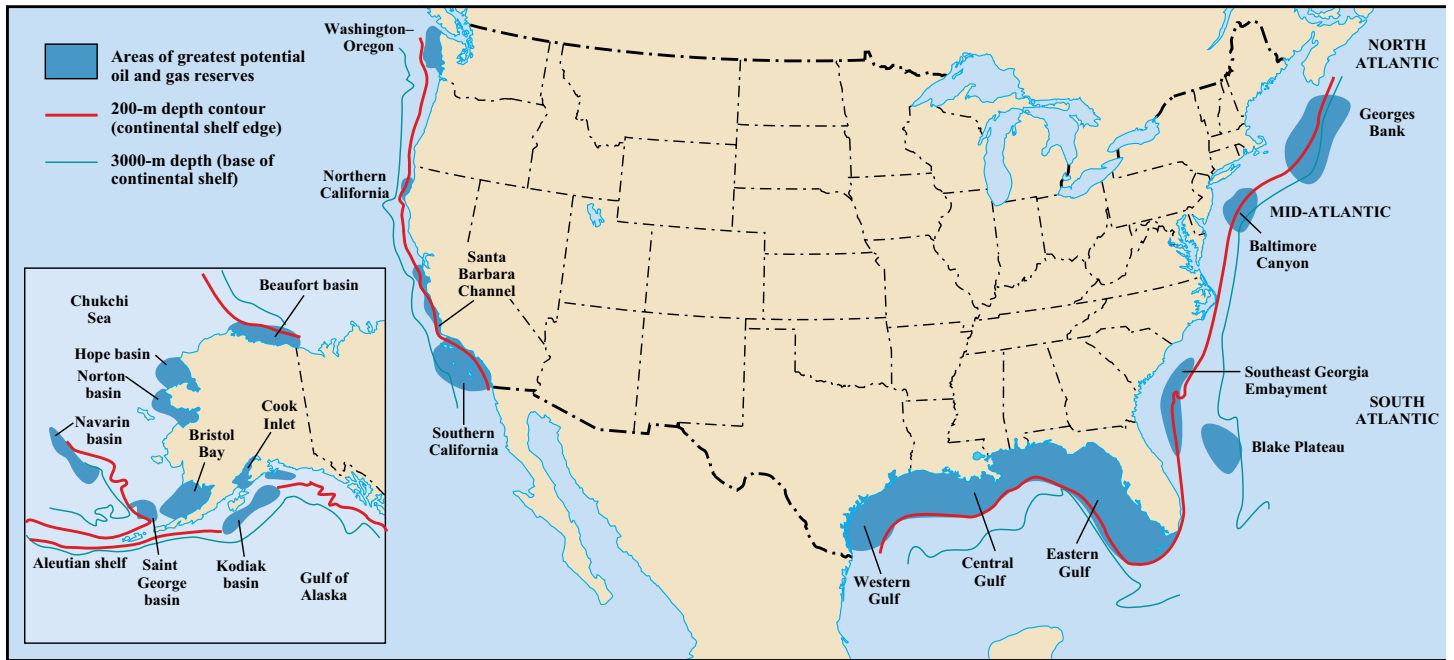 Areas of greatest potential
oil and gas reserves
200-m depth contour
(continental shelf edge)
3000-m depth (base of
continental shelf)
Washington–
Oregon
Northern
California
Santa
Barbara
Channel
Southern
California
NORTH
ATLANTIC
Georges
Bank
MID-ATLANTIC
Baltimore
Canyon
Southeast Georgia
Embayment
SOUTH
ATLANTIC
Blake Plateau
Western
Gulf
Central
Gulf
Eastern
Gulf
Chukchi
Sea
Beaufort basin
Hope basin
Norton
basin
Navarin
basin
Bristol
Bay
Cook
Inlet
Aleutian shelf
Saint
George
basin
Kodiak
basin
Gulf of
Alaska